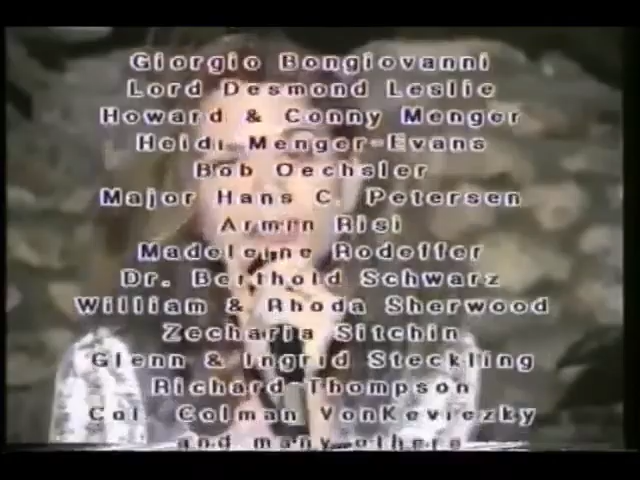 Giorgio Bongiovanni
Lord Desmond Leslie
Howard & Conny Menger
Heidi Menger-Evans
Bob Oechsler
Major Hans C. Petersen
Armin Risi
Madeleine Rodeffer
Dr. Berthold Schwarz
William & Rhoda Sherwood
Zecharia Sitchin
Glenn & Ingrid Steckling
Richard Thompson
Col. Colman VonKeviczky
and many others